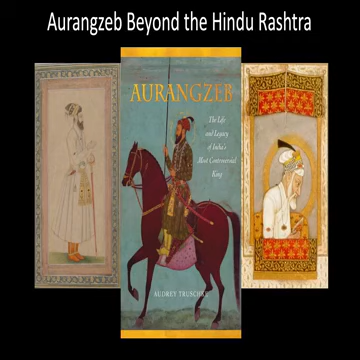 Aurangzeb Beyond the Hindu Rashtra
AURANGZEB
The Life
and Legacy
of India's
Most Controversial
King
AUDREY TRUSCHKE